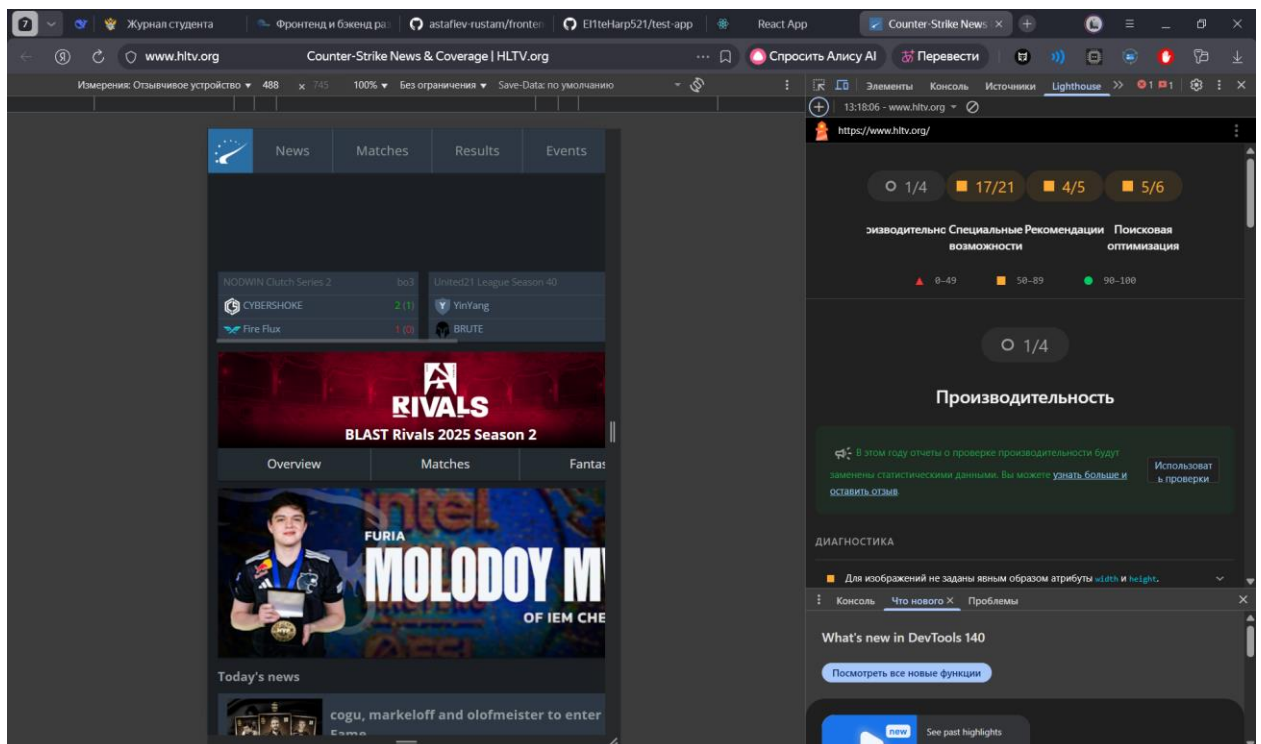 7
Журнал студента
Фронтенд и бэкенд раз
astafiev-rustam/fronten
El1teHarp521/test-app
React App
Counter-Strike News
www.hltv.org
Counter-Strike News & Coverage | HLTV.org
Спросить Алису AI
Перевести
Измерения: Отзывчивое устройство
488 x 745
100%
Без ограничения
Save-Data: по умолчанию
Элементы
Консоль
Источники
Lighthouse
1
1
13:18:06 - www.hltv.org
https://www.hltv.org/
News
Matches
Results
Events
NODWIN Clutch Series 2
bo3
CYBERSHOKE
2 (1)
Fire Flux
1 (0)
United21 League Season 40
YinYang
BRUTE
RIVALS
BLAST Rivals 2025 Season 2
Overview
Matches
Fantas
intel
FURIA
MOLODOY M
OF IEM CHE
Today's news
cogu, markeloff and olofmeister to enter
Fame
1/4
17/21
4/5
5/6
оизводительнс
Специальные возможности
Рекомендации
Поисковая оптимизация
0–49
50–89
90–100
1/4
Производительность
В этом году отчеты о проверке производительности будут
заменены статистическими данными. Вы можете узнать больше и
оставить отзыв.
Использоват
ь проверки
ДИАГНОСТИКА
Для изображений не заданы явным образом атрибуты width и height.
Консоль
Что нового
Проблемы
What's new in DevTools 140
Посмотреть все новые функции
new
See past highlights